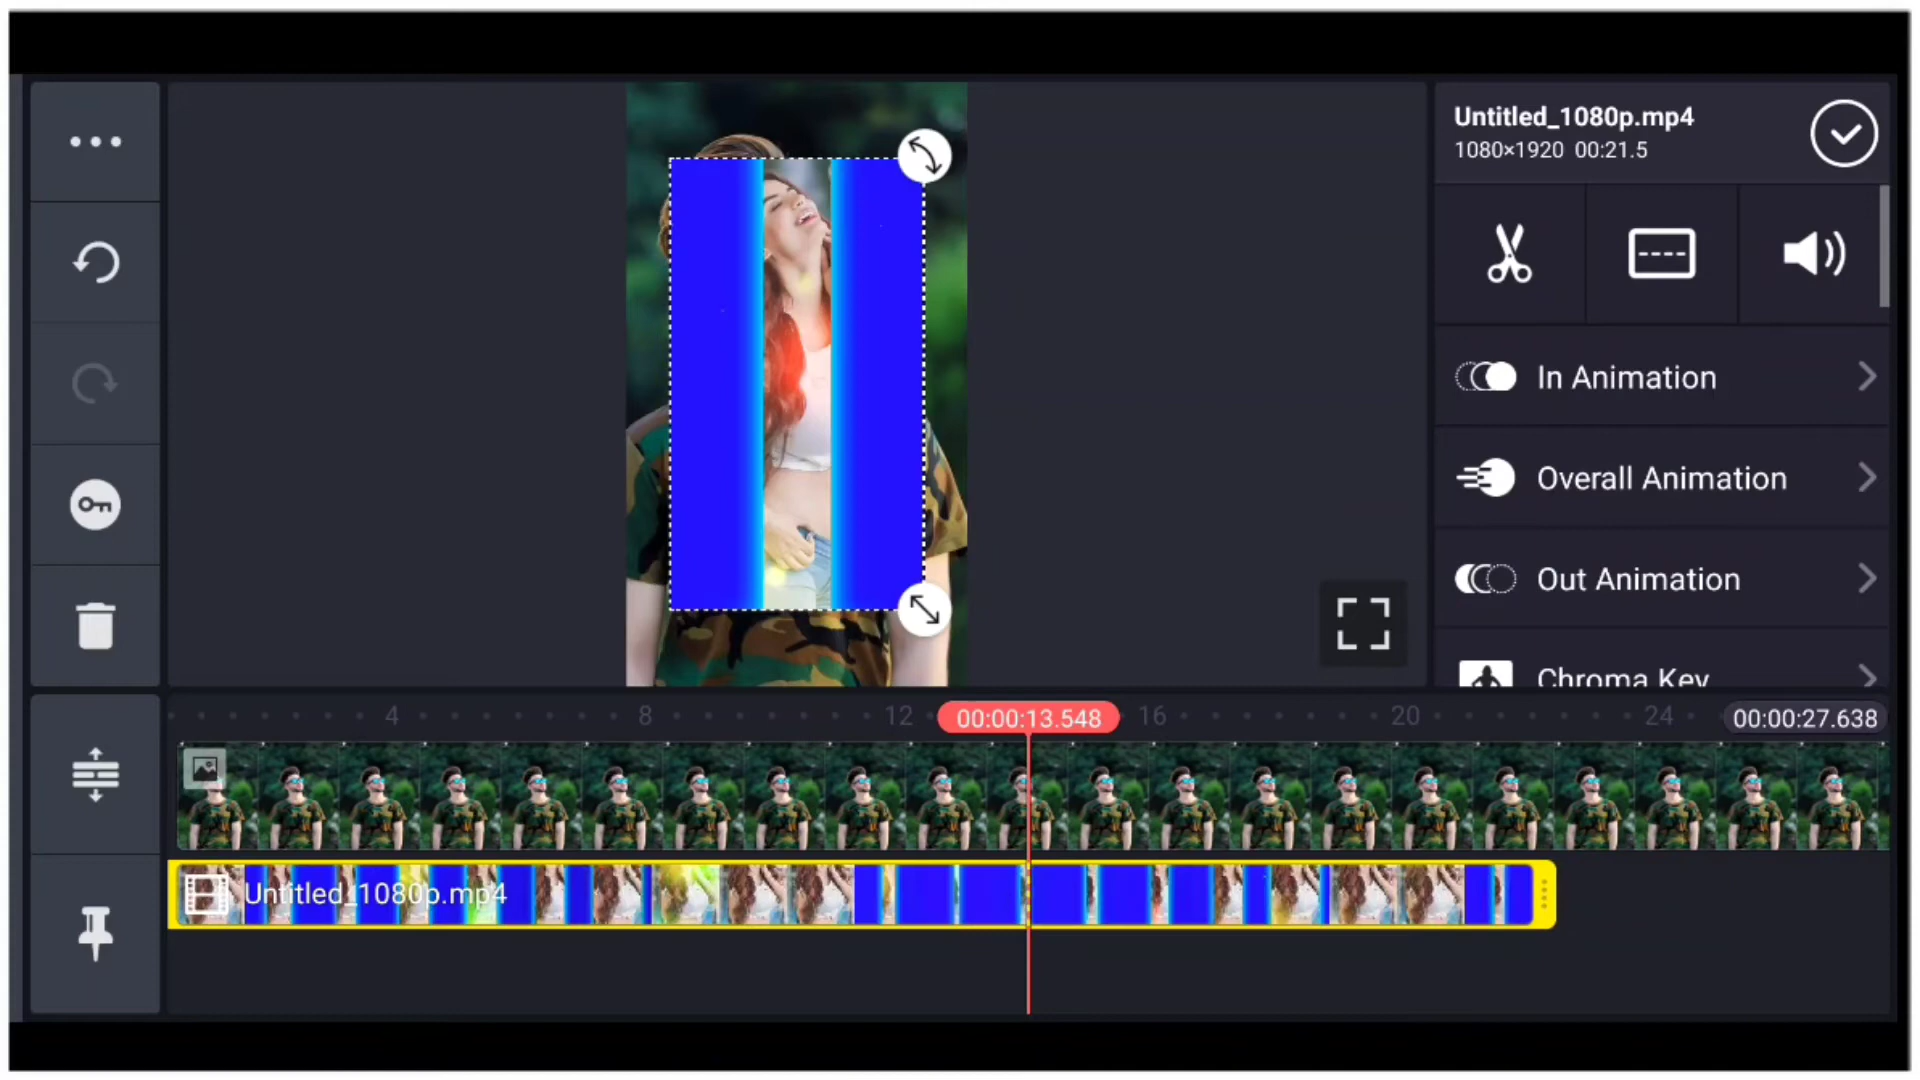 Untitled_1080p.mp4
1080×1920 00:21.5
In Animation
Overall Animation
Out Animation
Chroma Key
4
8
12
00:00:13.548
16
20
24
00:00:27.638
Untitled_1080p.mp4